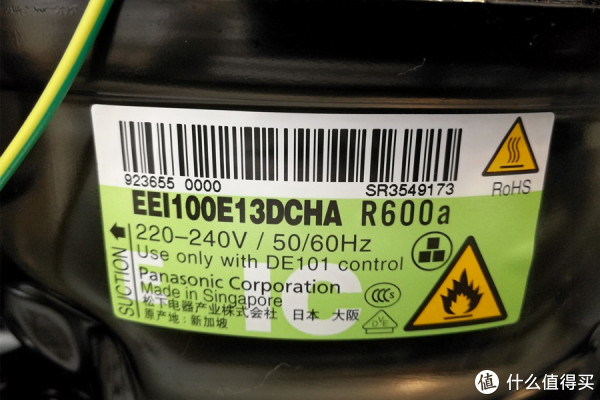 923655 0000
SR3549173
RoHS
EEI100E13DCHA R600a
220-240V / 50/60Hz
Use only with DE101 control
SUCTION
Panasonic Corporation
Made in Singapore
松下电器产业株式会社 日本 大阪
原产地:新加坡
CCC S
VDE
IC
值 什么值得买